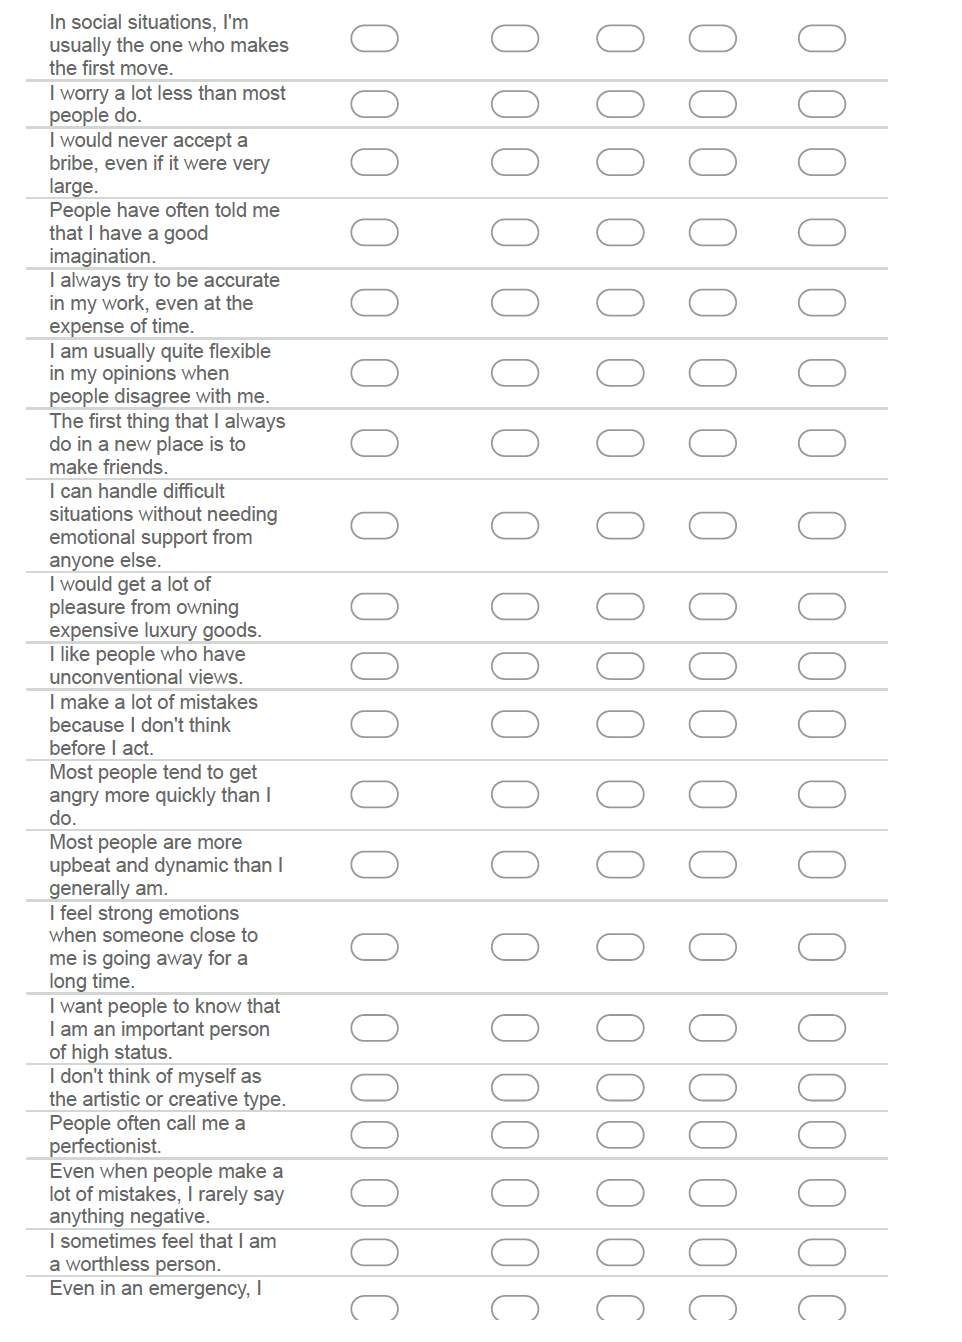 In social situations, I'm
usually the one who makes
the first move.
I worry a lot less than most
people do.
I would never accept a
bribe, even if it were very
large.
People have often told me
that I have a good
imagination.
I always try to be accurate
in my work, even at the
expense of time.
I am usually quite flexible
in my opinions when
people disagree with me.
The first thing that I always
do in a new place is to
make friends.
I can handle difficult
situations without needing
emotional support from
anyone else.
I would get a lot of
pleasure from owning
expensive luxury goods.
I like people who have
unconventional views.
I make a lot of mistakes
because I don't think
before I act.
Most people tend to get
angry more quickly than I
do.
Most people are more
upbeat and dynamic than I
generally am.
I feel strong emotions
when someone close to
me is going away for a
long time.
I want people to know that
I am an important person
of high status.
I don't think of myself as
the artistic or creative type.
People often call me a
perfectionist.
Even when people make a
lot of mistakes, I rarely say
anything negative.
I sometimes feel that I am
a worthless person.
Even in an emergency, I